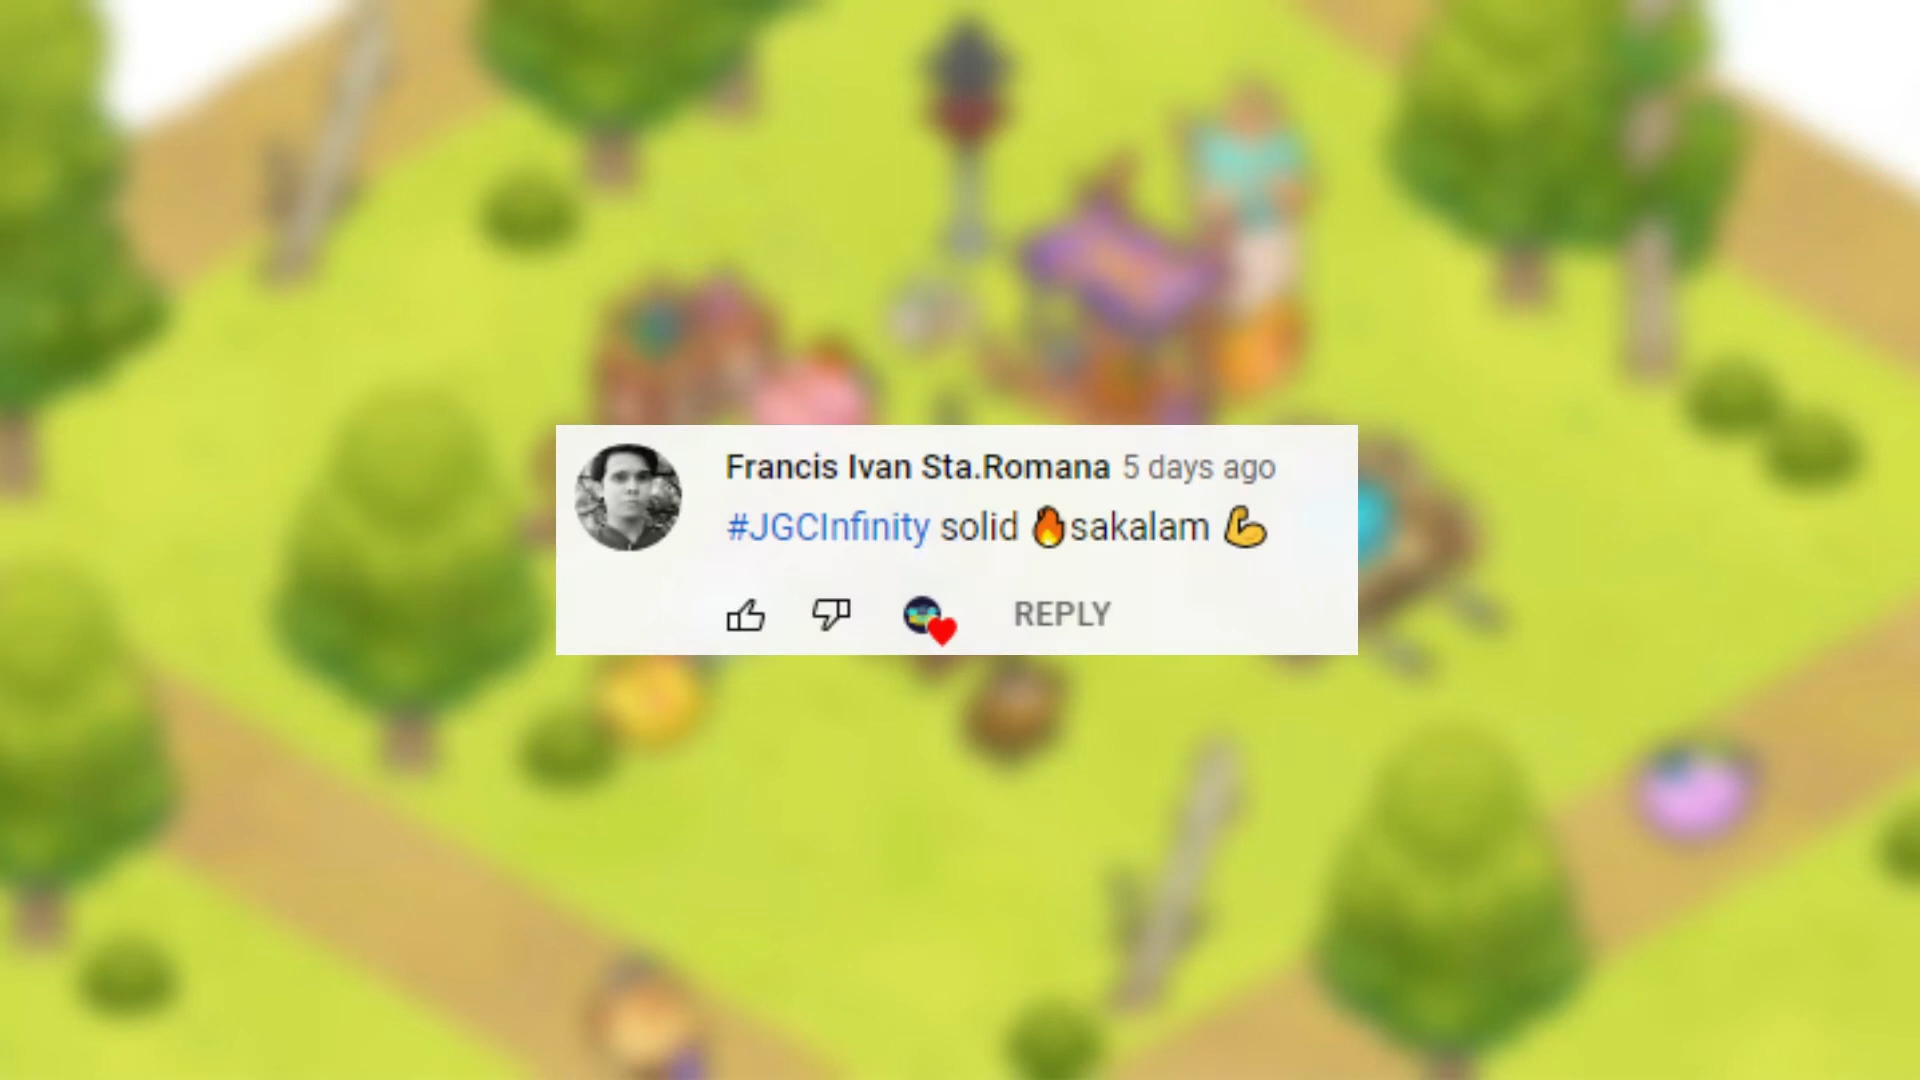 Francis Ivan Sta.Romana 5 days ago
#JGCInfinity solid 🔥sakalam 💪
REPLY